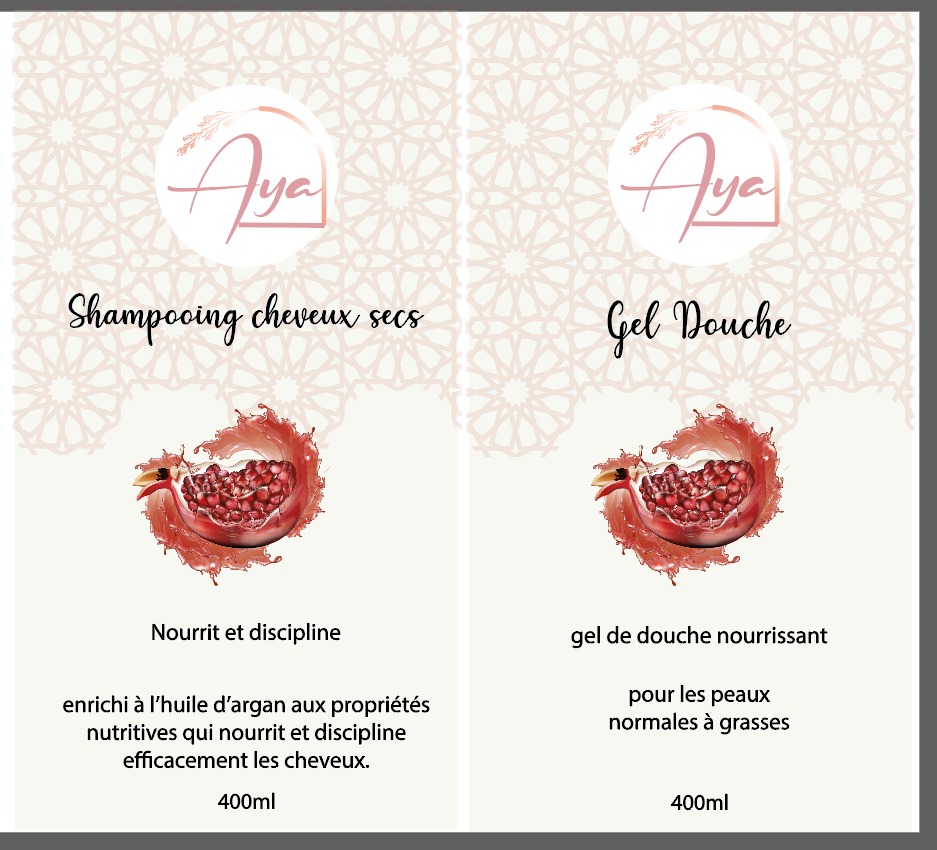 Aya
Shampooing cheveux secs
Nourrit et discipline
enrichi à l'huile d'argan aux propriétés
nutritives qui nourrit et discipline
efficacement les cheveux.
400ml
Aya
Gel Douche
gel de douche nourrissant
pour les peaux
normales à grasses
400ml